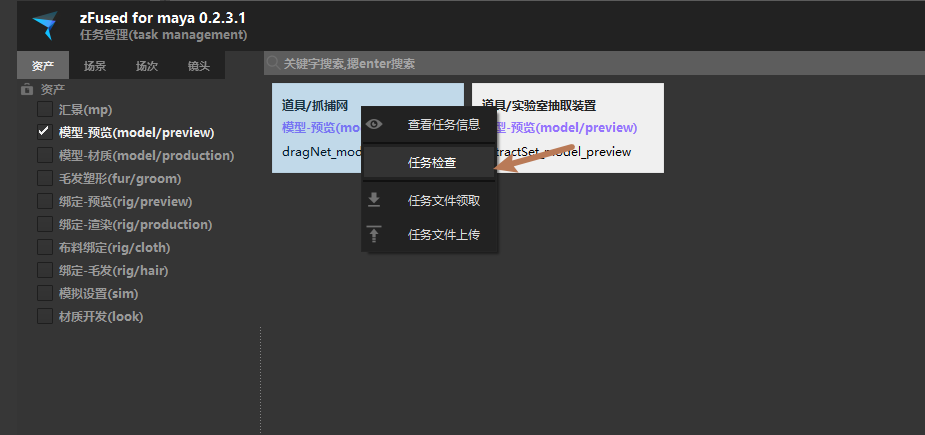 zFused for maya 0.2.3.1
任务管理(task management)
资产 场景 场次 镜头
关键字搜索,摁enter搜索
资产
汇景(mp)
模型-预览(model/preview)
模型-材质(model/production)
毛发塑形(fur/groom)
绑定-预览(rig/preview)
绑定-渲染(rig/production)
布料绑定(rig/cloth)
绑定-毛发(rig/hair)
模拟设置(sim)
材质开发(look)
道具/抓捕网
模型-预览(mo
dragNet_mod
道具/实验室抽取装置
模型-预览(model/preview)
tractSet_model_preview
查看任务信息
任务检查
任务文件领取
任务文件上传